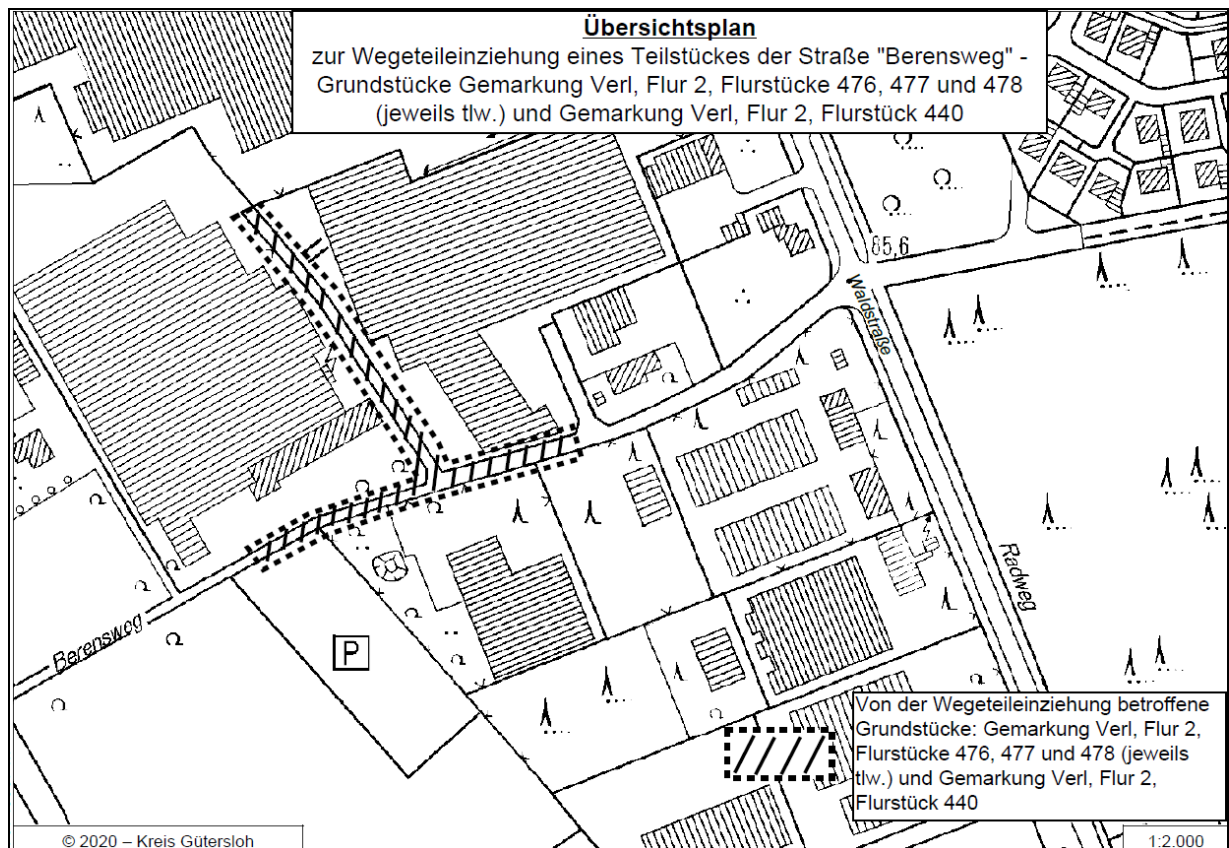 Übersichtsplan
zur Wegeteileinziehung eines Teilstückes der Straße "Berensweg" -
Grundstücke Gemarkung Verl, Flur 2, Flurstücke 476, 477 und 478
(jeweils tlw.) und Gemarkung Verl, Flur 2, Flurstück 440
85,6
Waldstraße
Radweg
Berensweg
P
Von der Wegeteileinziehung betroffene
Grundstücke: Gemarkung Verl, Flur 2,
Flurstücke 476, 477 und 478 (jeweils
tlw.) und Gemarkung Verl, Flur 2,
Flurstück 440
© 2020 – Kreis Gütersloh
1:2.000